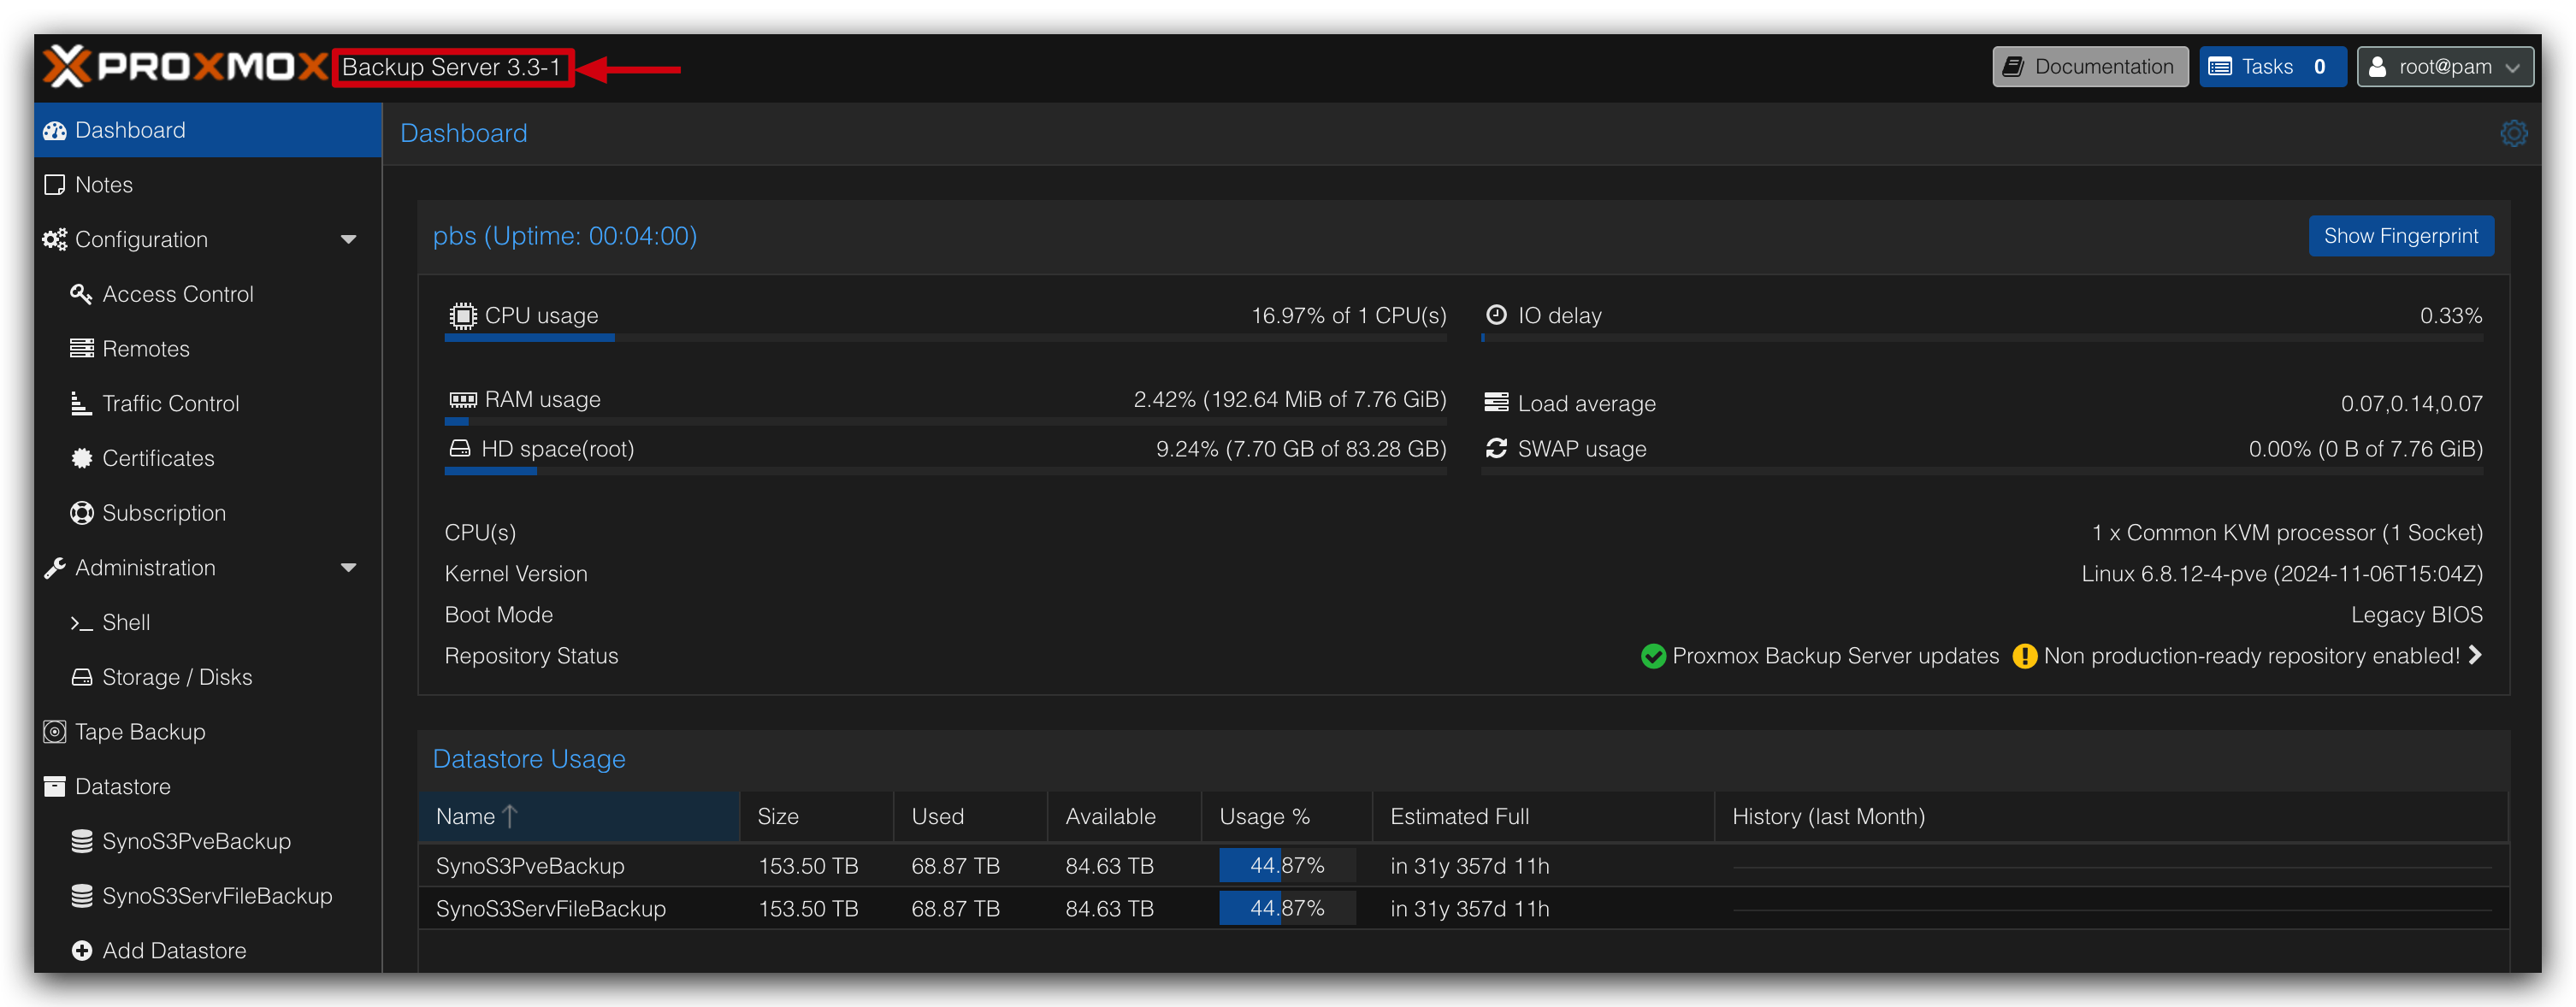 PROXMOX Backup Server 3.3-1
Documentation
Tasks 0
root@pam
Dashboard
Notes
Configuration
Access Control
Remotes
Traffic Control
Certificates
Subscription
Administration
Shell
Storage / Disks
Tape Backup
Datastore
SynoS3PveBackup
SynoS3ServFileBackup
Add Datastore
Dashboard
pbs (Uptime: 00:04:00)
Show Fingerprint
CPU usage 16.97% of 1 CPU(s)
IO delay 0.33%
RAM usage 2.42% (192.64 MiB of 7.76 GiB)
Load average 0.07,0.14,0.07
HD space(root) 9.24% (7.70 GB of 83.28 GB)
SWAP usage 0.00% (0 B of 7.76 GiB)
CPU(s) 1 x Common KVM processor (1 Socket)
Kernel Version Linux 6.8.12-4-pve (2024-11-06T15:04Z)
Boot Mode Legacy BIOS
Repository Status Proxmox Backup Server updates Non production-ready repository enabled!
Datastore Usage
Name Size Used Available Usage % Estimated Full History (last Month)
SynoS3PveBackup 153.50 TB 68.87 TB 84.63 TB 44.87% in 31y 357d 11h
SynoS3ServFileBackup 153.50 TB 68.87 TB 84.63 TB 44.87% in 31y 357d 11h